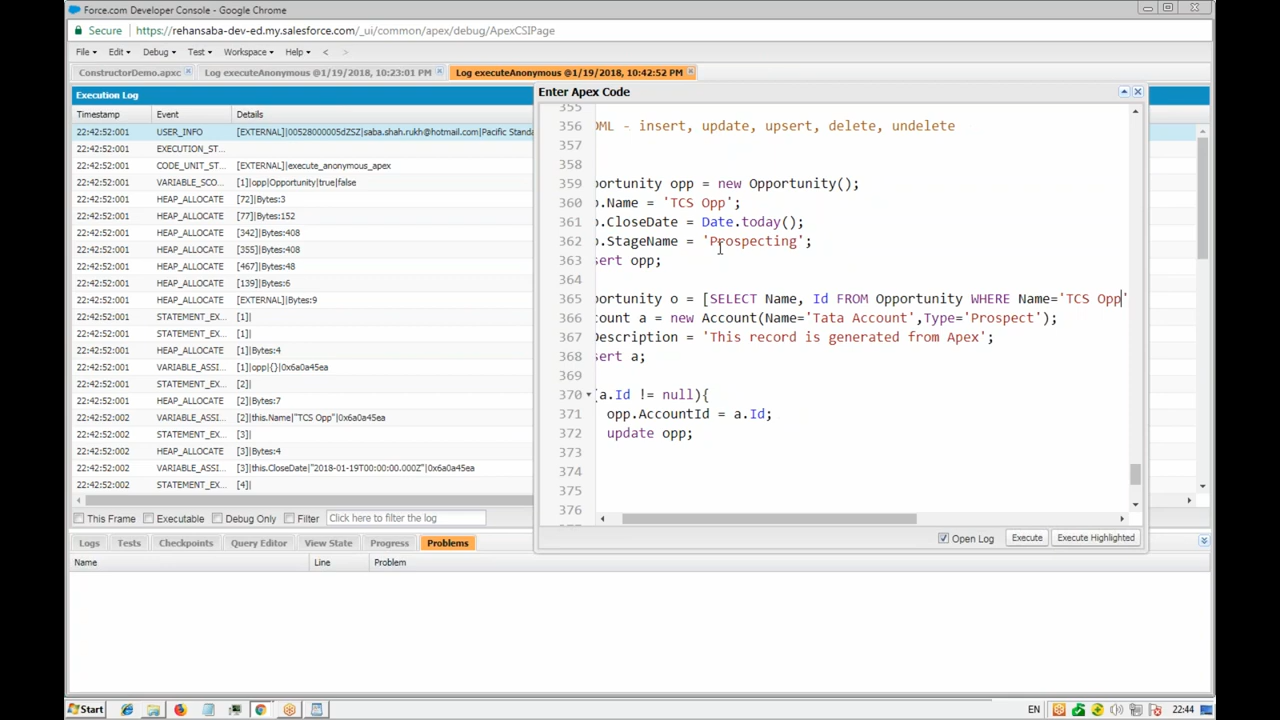 Force.com Developer Console - Google Chrome
Secure https://rehansaba-dev-ed.my.salesforce.com/_ui/common/apex/debug/ApexCSIPage
File Edit Debug Test Workspace Help < >
ConstructorDemo.apxc Log executeAnonymous @1/19/2018, 10:23:01 PM Log executeAnonymous @1/19/2018, 10:42:52 PM
Execution Log
Timestamp Event Details
22:42:52:001 USER_INFO [EXTERNAL]|00528000005dZSZ|saba.shah.rukh@hotmail.com|Pacific Standa
22:42:52:001 EXECUTION_ST...
22:42:52:001 CODE_UNIT_ST... [EXTERNAL]|execute_anonymous_apex
22:42:52:001 VARIABLE_SCO... [1]|opp|Opportunity|true|false
22:42:52:001 HEAP_ALLOCATE [72]|Bytes:3
22:42:52:001 HEAP_ALLOCATE [77]|Bytes:152
22:42:52:001 HEAP_ALLOCATE [342]|Bytes:408
22:42:52:001 HEAP_ALLOCATE [355]|Bytes:408
22:42:52:001 HEAP_ALLOCATE [467]|Bytes:48
22:42:52:001 HEAP_ALLOCATE [139]|Bytes:6
22:42:52:001 HEAP_ALLOCATE [EXTERNAL]|Bytes:9
22:42:52:001 STATEMENT_EX... [1]|
22:42:52:001 STATEMENT_EX... [1]|
22:42:52:001 HEAP_ALLOCATE [1]|Bytes:4
22:42:52:001 VARIABLE_ASSI... [1]|opp|{}|0x6a0a45ea
22:42:52:001 STATEMENT_EX... [2]|
22:42:52:001 HEAP_ALLOCATE [2]|Bytes:7
22:42:52:002 VARIABLE_ASSI... [2]|this.Name|"TCS Opp"|0x6a0a45ea
22:42:52:002 STATEMENT_EX... [3]|
22:42:52:002 HEAP_ALLOCATE [3]|Bytes:4
22:42:52:002 VARIABLE_ASSI... [3]|this.CloseDate|"2018-01-19T00:00:00.000Z"|0x6a0a45ea
22:42:52:002 STATEMENT_EX... [4]|
This Frame Executable Debug Only Filter Click here to filter the log
Enter Apex Code
355
356 OML - insert, update, upsert, delete, undelete
357
358
359 portunity opp = new Opportunity();
360 p.Name = 'TCS Opp';
361 p.CloseDate = Date.today();
362 p.StageName = 'Prospecting';
363 sert opp;
364
365 portunity o = [SELECT Name, Id FROM Opportunity WHERE Name='TCS Opp'
366 count a = new Account(Name='Tata Account',Type='Prospect');
367 Description = 'This record is generated from Apex';
368 sert a;
369
370 (a.Id != null){
371 opp.AccountId = a.Id;
372 update opp;
373
374
375
376
Open Log Execute Execute Highlighted
Logs Tests Checkpoints Query Editor View State Progress Problems
Name Line Problem
Start EN 22:44